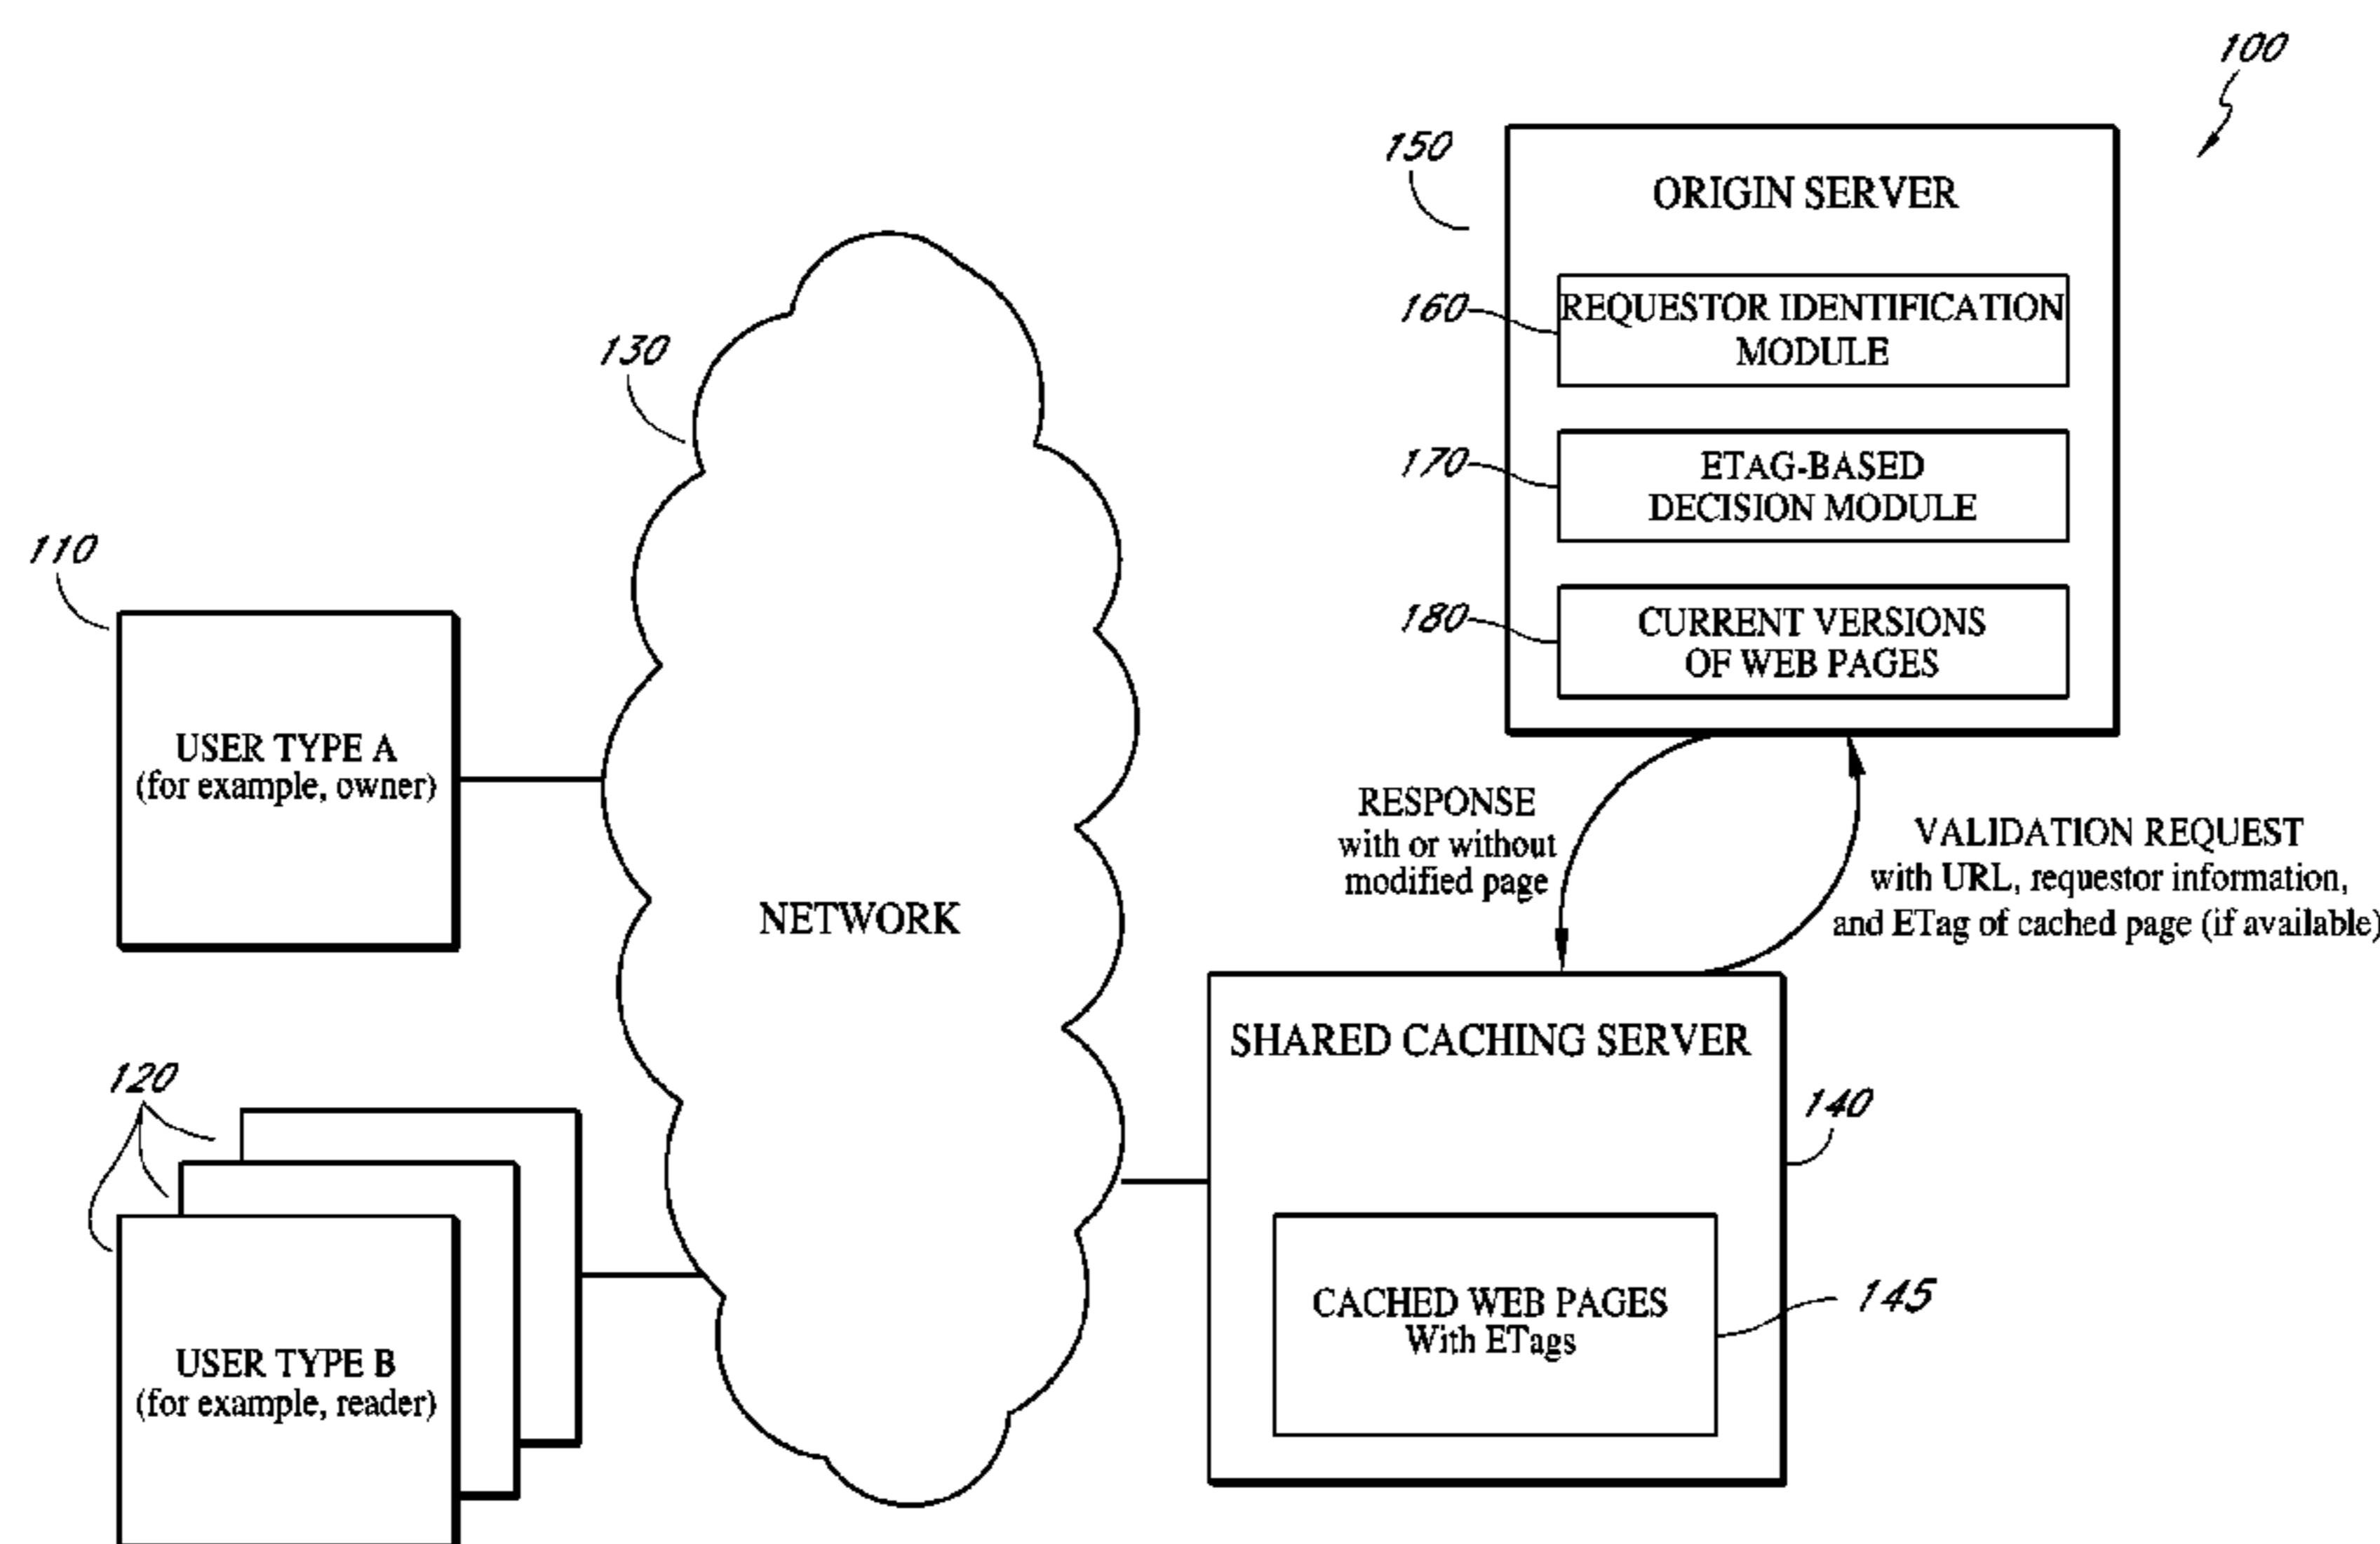 100
150
ORIGIN SERVER
160
REQUESTOR IDENTIFICATION
MODULE
170
ETAG-BASED
DECISION MODULE
180
CURRENT VERSIONS
OF WEB PAGES
130
NETWORK
110
USER TYPE A
(for example, owner)
RESPONSE
with or without
modified page
VALIDATION REQUEST
with URL, requestor information,
and ETag of cached page (if available)
120
USER TYPE B
(for example, reader)
SHARED CACHING SERVER
140
CACHED WEB PAGES
With ETags
145